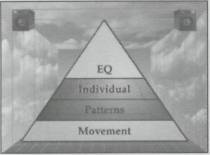 EQ
Individual
Patterns
Movement